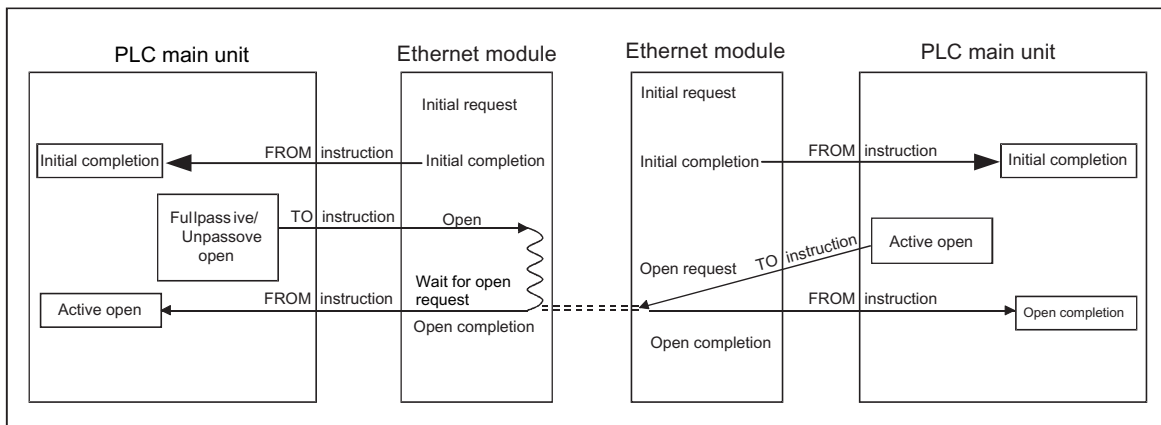 PLC main unit
Ethernet module
Ethernet module
PLC main unit
Initial request
Initial request
Initial completion
FROM instruction
Initial completion
Initial completion
FROM instruction
Initial completion
Fullpassive/
Unpassove
open
TO instruction
Open
TO instruction
Active open
Open request
Wait for open
request
Active open
FROM instruction
Open completion
FROM instruction
Open completion
Open completion